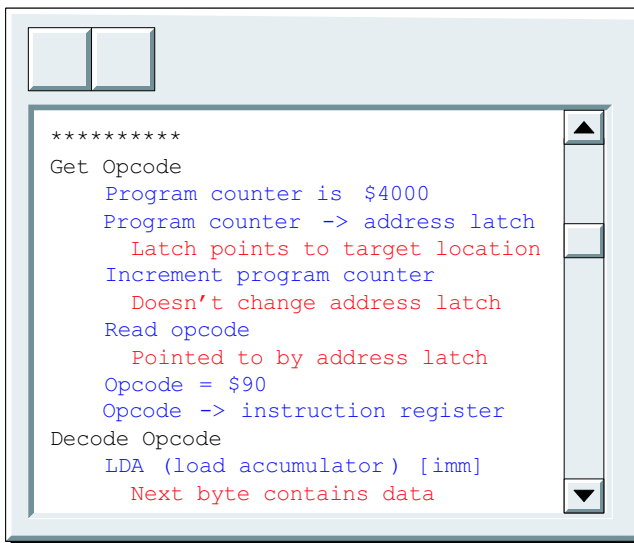 **********
Get Opcode
Program counter is $4000
Program counter -> address latch
Latch points to target location
Increment program counter
Doesn't change address latch
Read opcode
Pointed to by address latch
Opcode = $90
Opcode -> instruction register
Decode Opcode
LDA (load accumulator) [imm]
Next byte contains data